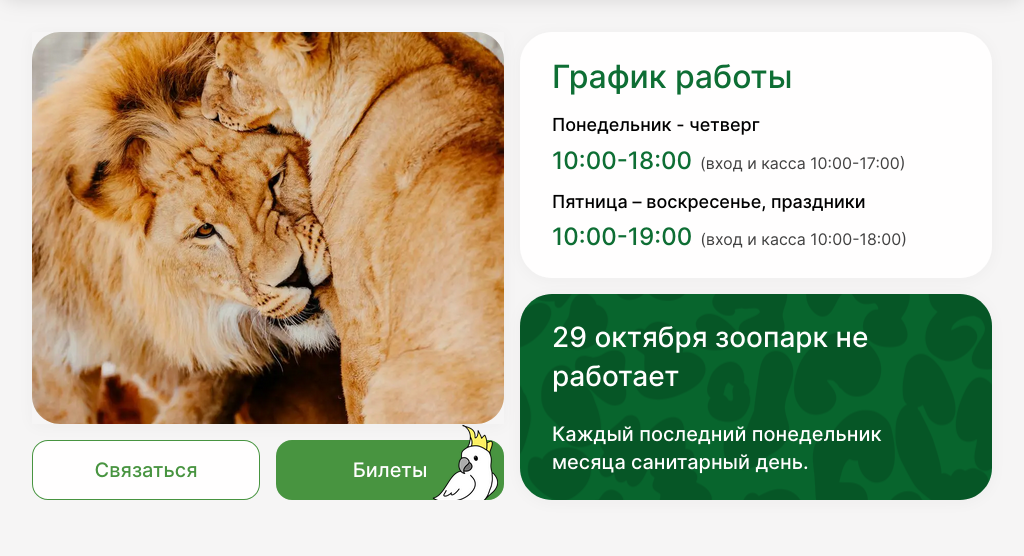 График работы
Понедельник - четверг
10:00-18:00 (вход и касса 10:00-17:00)
Пятница – воскресенье, праздники
10:00-19:00 (вход и касса 10:00-18:00)
29 октября зоопарк не
работает
Каждый последний понедельник
месяца санитарный день.
Связаться
Билеты